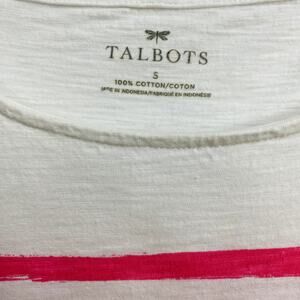 TALBOTS
S
100% COTTON/COTON
MADE IN INDONESIA/FABRIQUÉ EN INDONÉSIE